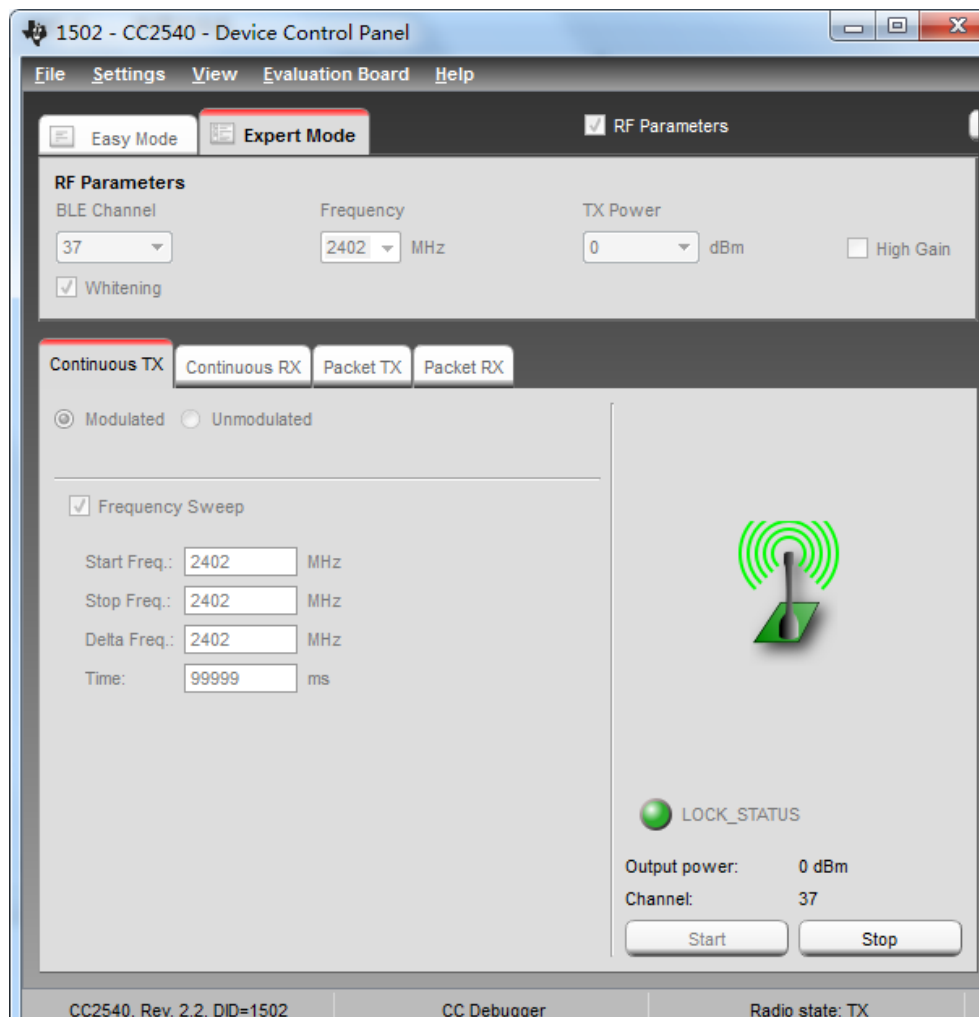 1502 - CC2540 - Device Control Panel
File Settings View Evaluation Board Help
Easy Mode Expert Mode RF Parameters
RF Parameters
BLE Channel Frequency TX Power
37 2402 MHz 0 dBm High Gain
Whitening
Continuous TX Continuous RX Packet TX Packet RX
Modulated Unmodulated
Frequency Sweep
Start Freq.: 2402 MHz
Stop Freq.: 2402 MHz
Delta Freq.: 2402 MHz
Time: 99999 ms
LOCK_STATUS
Output power: 0 dBm
Channel: 37
Start Stop
CC2540, Rev. 2.2, DID=1502 CC Debugger Radio state: TX